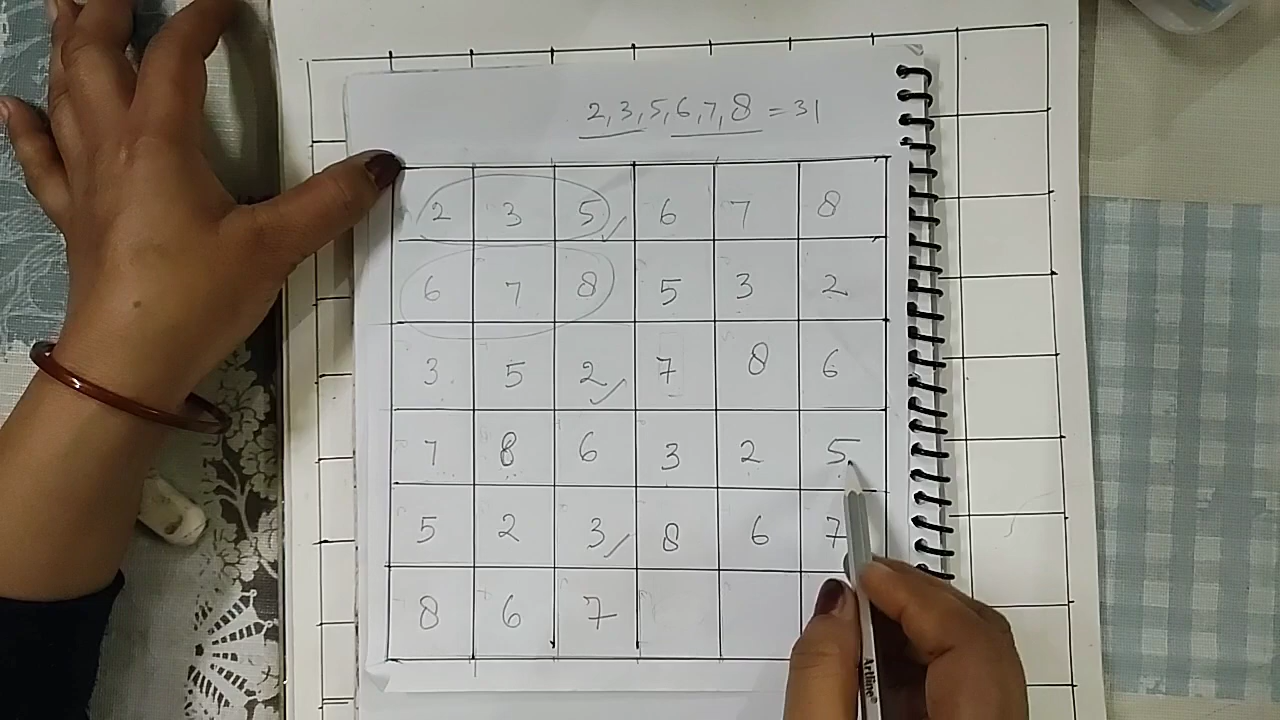 2,3,5,6,7,8 = 31
2 3 5 6 7 8
6 7 8 5 3 2
3 5 2 7 8 6
7 8 6 3 2 5
5 2 3 8 6 7
8 6 7
Artline